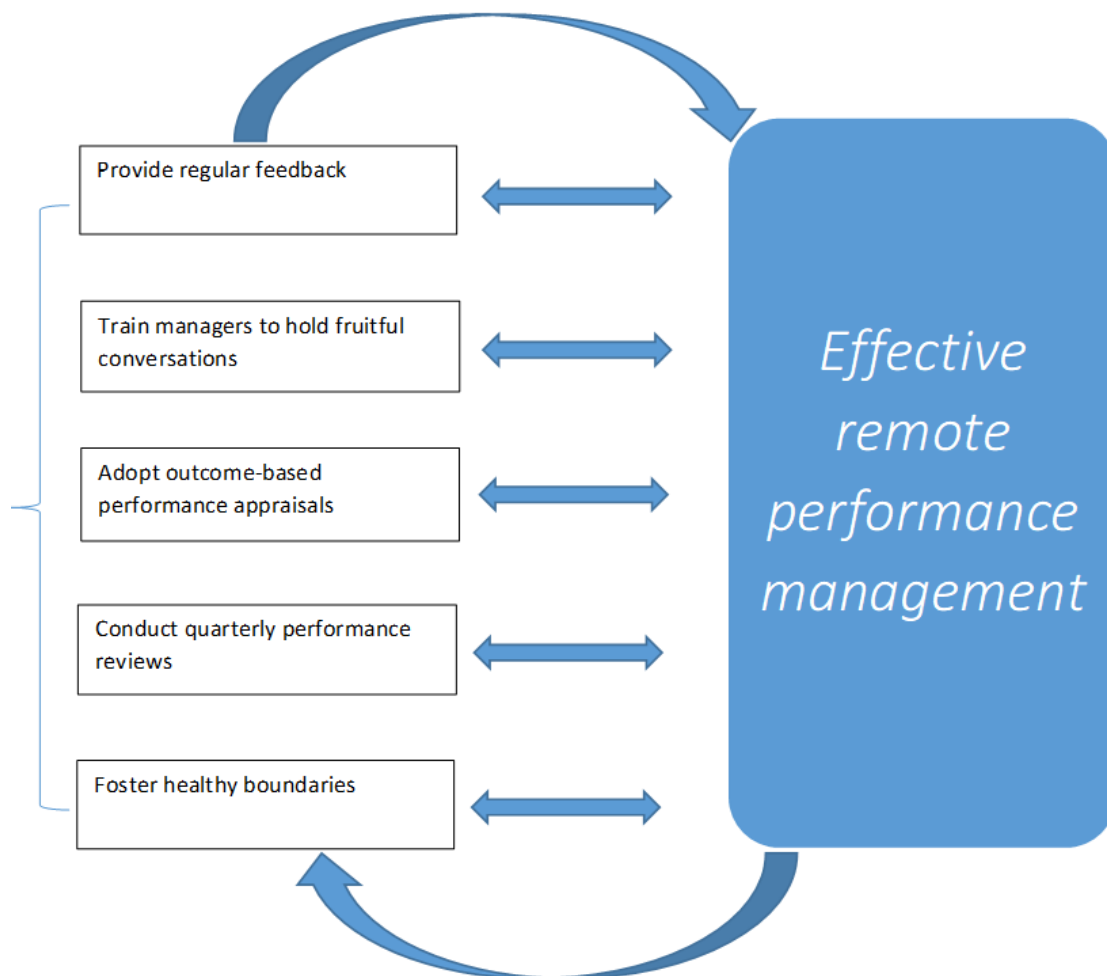 Provide regular feedback
Train managers to hold fruitful
conversations
Adopt outcome-based
performance appraisals
Conduct quarterly performance
reviews
Foster healthy boundaries
Effective
remote
performance
management